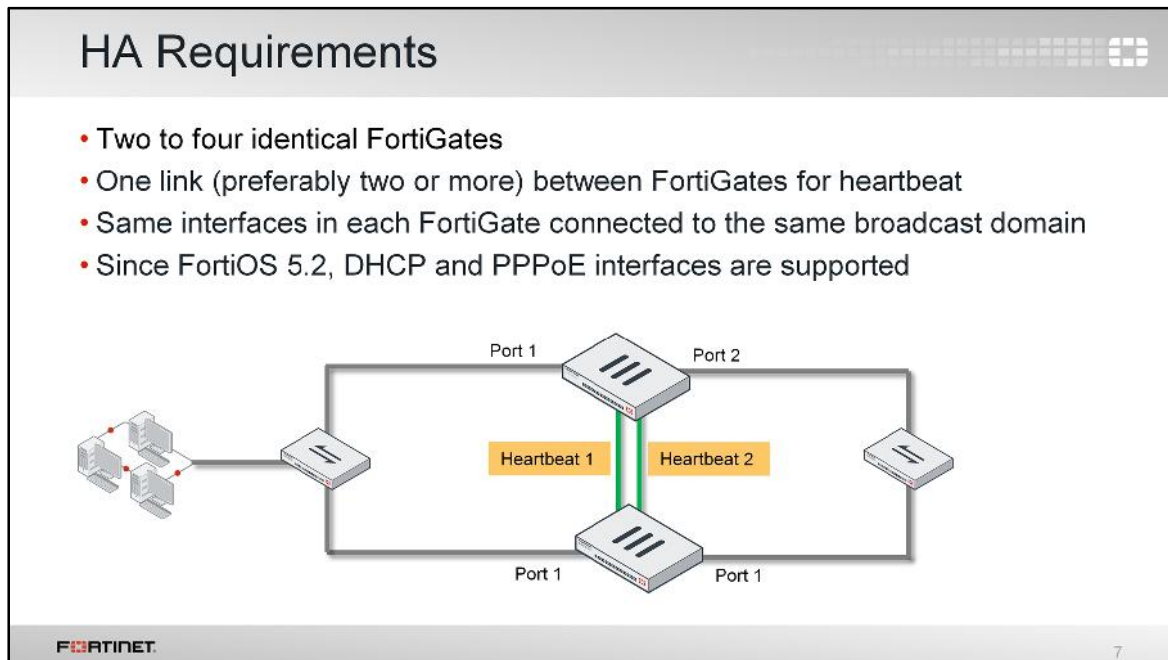 HA Requirements
• Two to four identical FortiGates
• One link (preferably two or more) between FortiGates for heartbeat
• Same interfaces in each FortiGate connected to the same broadcast domain
• Since FortiOS 5.2, DHCP and PPPoE interfaces are supported
Port 1
Port 2
Heartbeat 1
Heartbeat 2
Port 1
Port 1
FORTINET
7